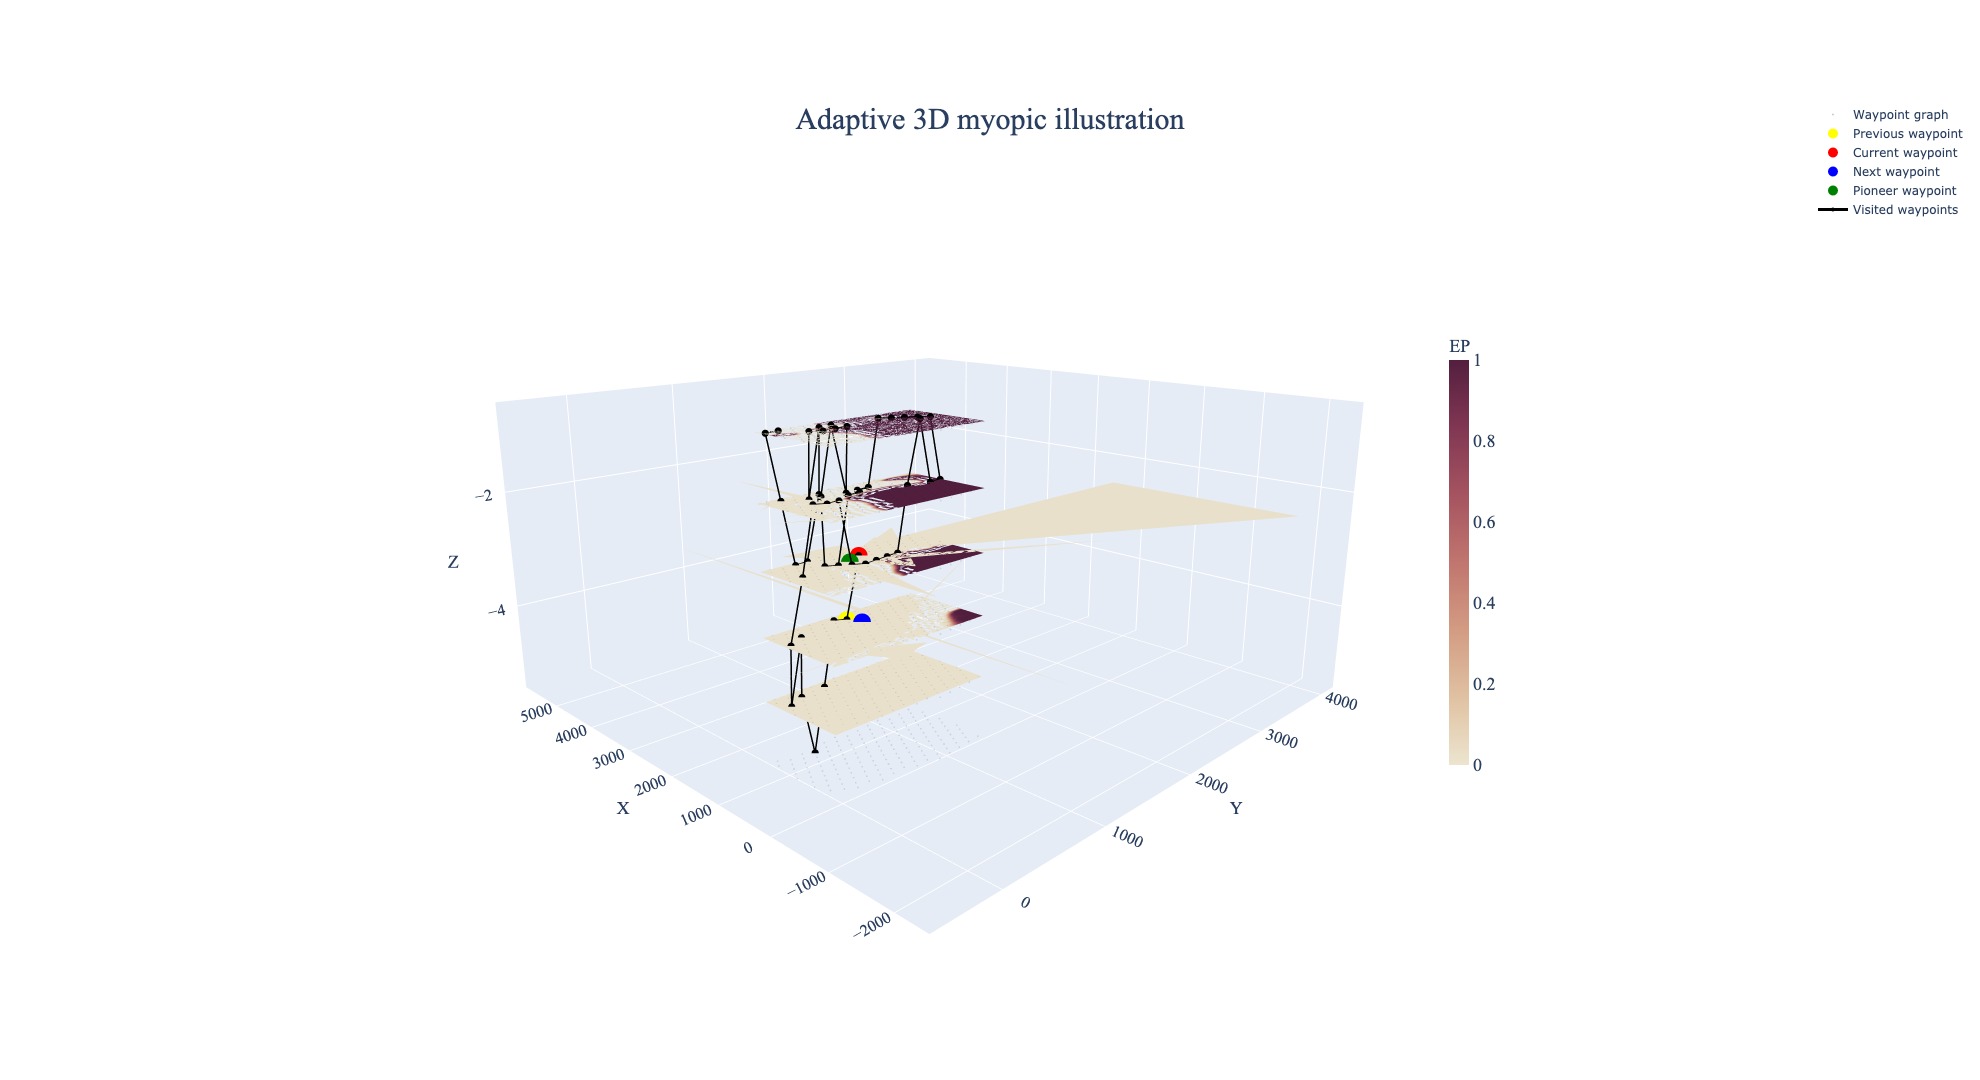 Adaptive 3D myopic illustration
Waypoint graph
Previous waypoint
Current waypoint
Next waypoint
Pioneer waypoint
Visited waypoints
EP
1
0.8
0.6
0.4
0.2
0
−2
Z
−4
5000
4000
3000
2000
1000
0
−1000
−2000
X
4000
3000
2000
1000
0
Y